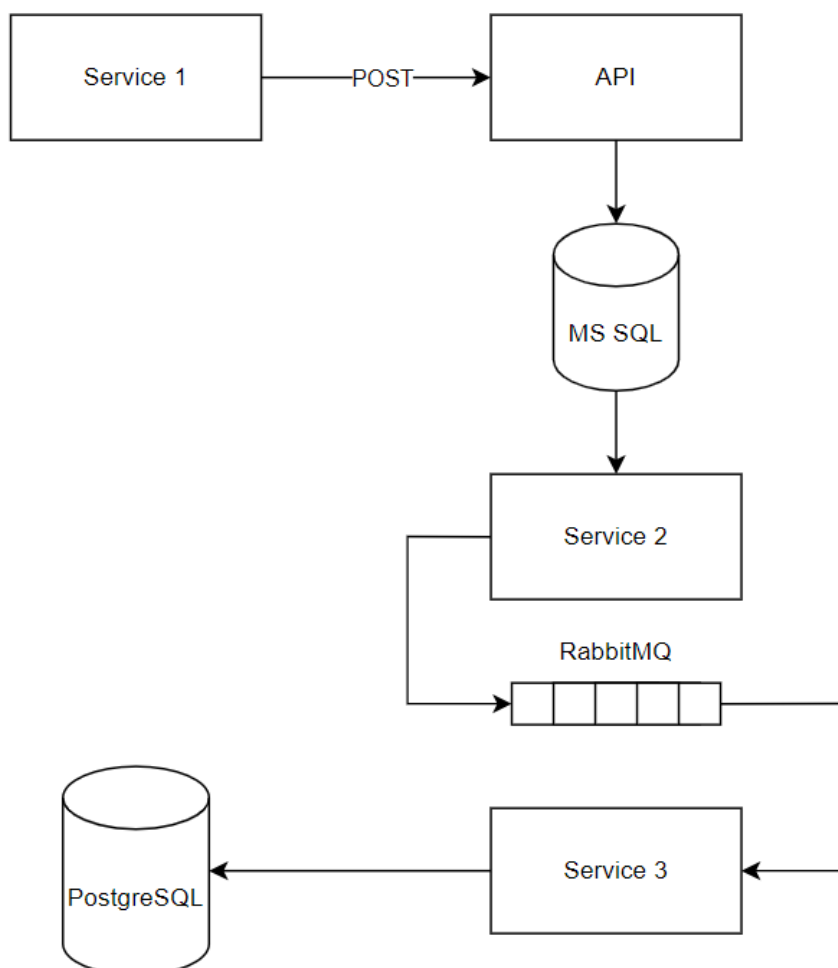 Service 1
POST
API
MS SQL
Service 2
RabbitMQ
Service 3
PostgreSQL